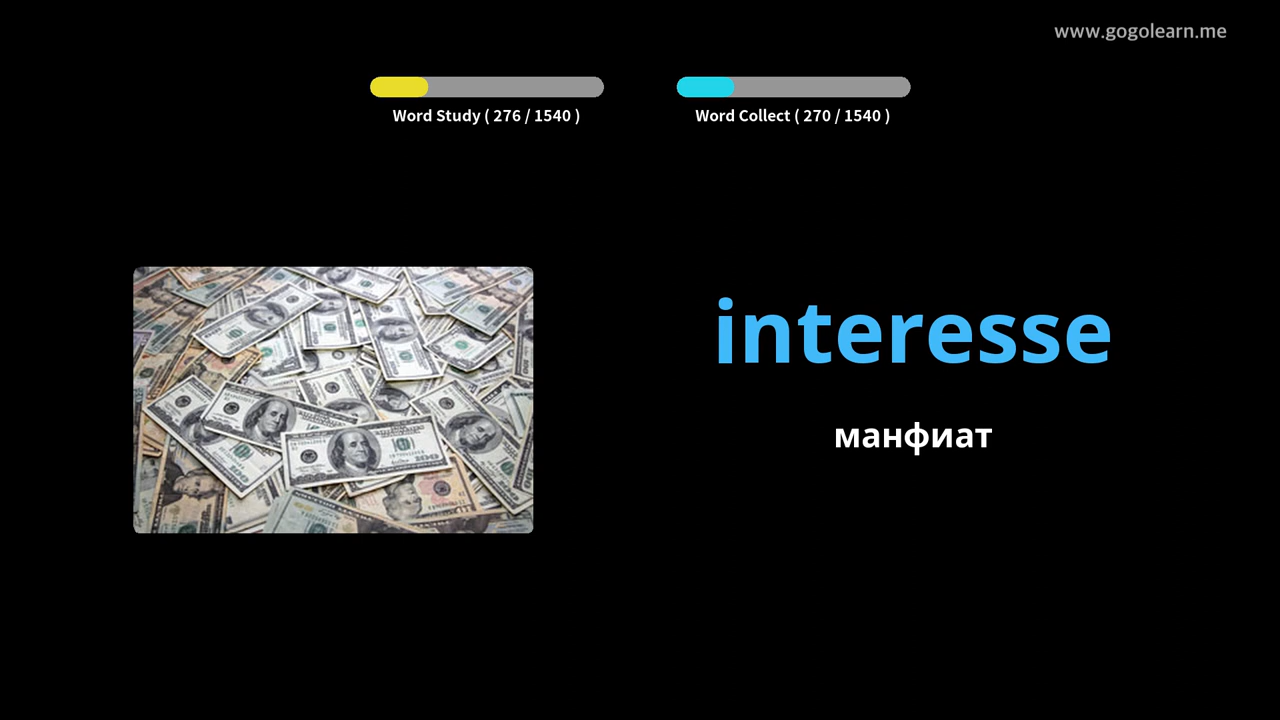 www.gogolearn.me
Word Study ( 276 / 1540 )
Word Collect ( 270 / 1540 )
interesse
манфиат